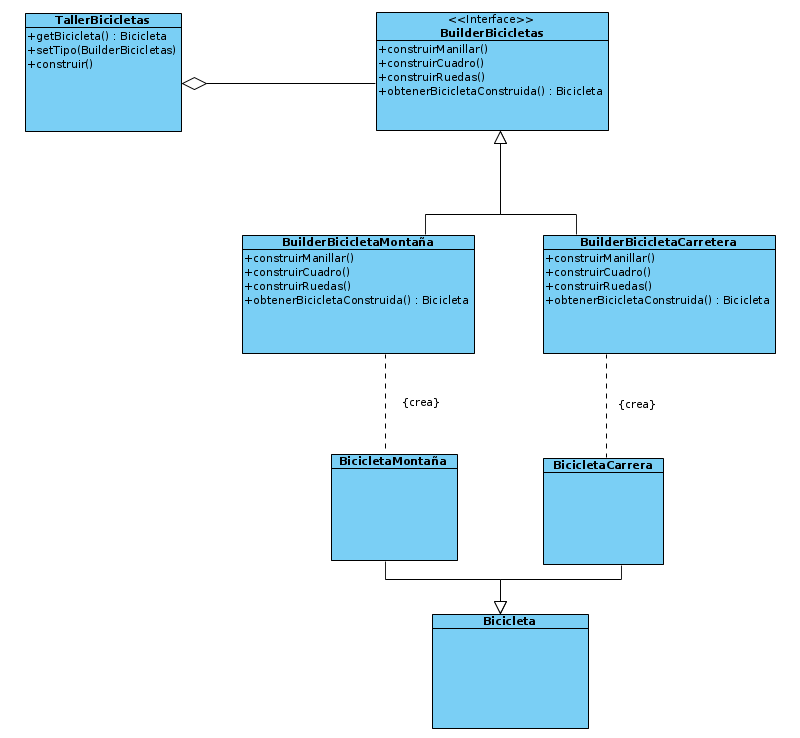 TallerBicicletas
+getBicicleta() : Bicicleta
+setTipo(BuilderBicicletas)
+construir()
<<Interface>>
BuilderBicicletas
+construirManillar()
+construirCuadro()
+construirRuedas()
+obtenerBicicletaConstruida() : Bicicleta
BuilderBicicletaMontaña
+construirManillar()
+construirCuadro()
+construirRuedas()
+obtenerBicicletaConstruida() : Bicicleta
BuilderBicicletaCarretera
+construirManillar()
+construirCuadro()
+construirRuedas()
+obtenerBicicletaConstruida() : Bicicleta
{crea}
{crea}
BicicletaMontaña
BicicletaCarrera
Bicicleta